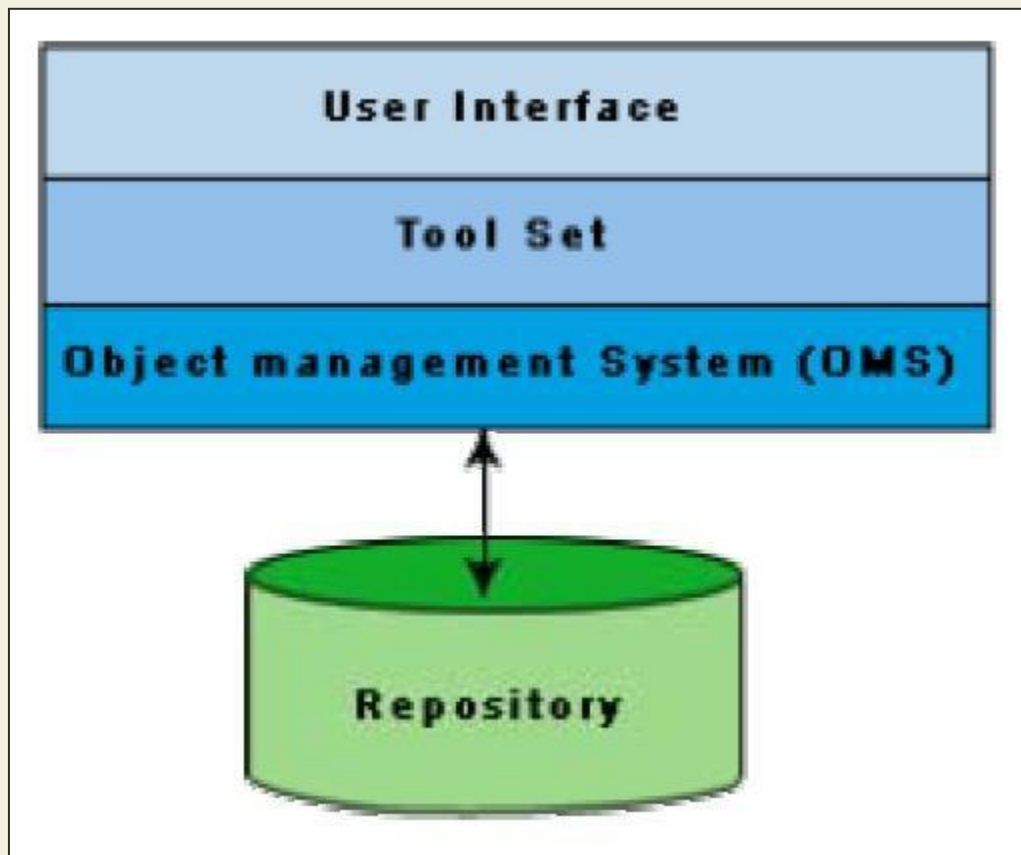 User Interface
Tool Set
Object management System (OMS)
Repository